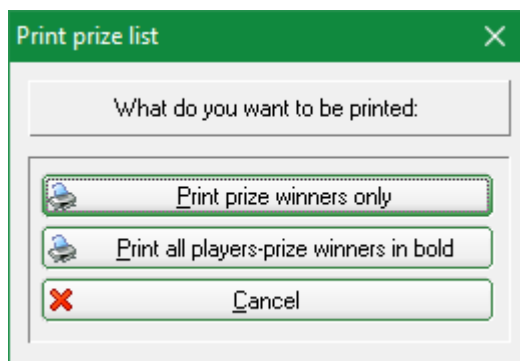 Print prize list
What do you want to be printed:
Print prize winners only
Print all players-prize winners in bold
Cancel